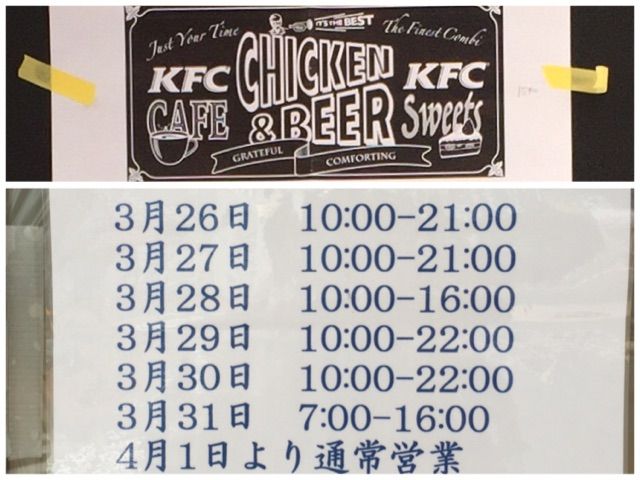 IT'S THE BEST
Just Your Time
The Finest Combi
KFC
CHICKEN
KFC
CAFE
& BEER
Sweets
GRATEFUL
COMFORTING
3月26日 10:00-21:00
3月27日 10:00-21:00
3月28日 10:00-16:00
3月29日 10:00-22:00
3月30日 10:00-22:00
3月31日 7:00-16:00
4月1日より通常営業